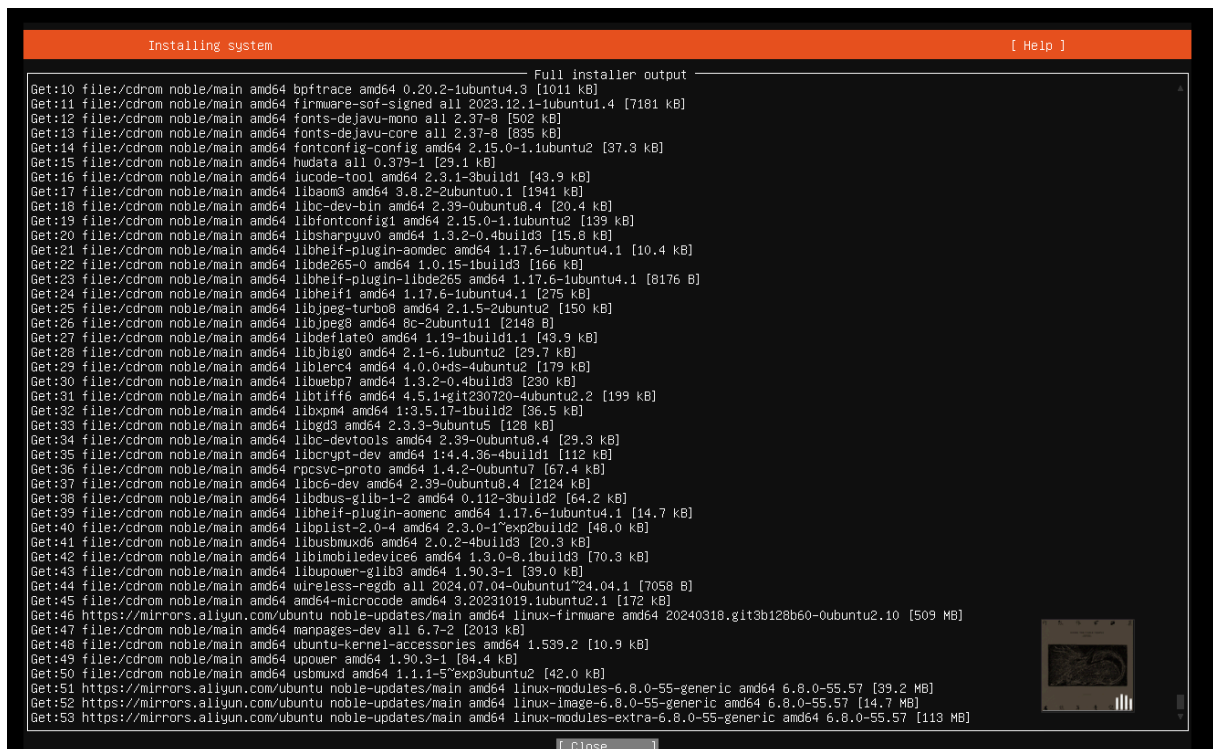 Installing system
[ Help ]
Full installer output
Get:10 file:/cdrom noble/main amd64 bpftrace amd64 0.20.2-1ubuntu4.3 [1011 kB]
Get:11 file:/cdrom noble/main amd64 firmware-sof-signed all 2023.12.1-1ubuntu1.4 [7181 kB]
Get:12 file:/cdrom noble/main amd64 fonts-dejavu-mono all 2.37-8 [502 kB]
Get:13 file:/cdrom noble/main amd64 fonts-dejavu-core all 2.37-8 [835 kB]
Get:14 file:/cdrom noble/main amd64 fontconfig-config amd64 2.15.0-1.1ubuntu2 [37.3 kB]
Get:15 file:/cdrom noble/main amd64 hwdata all 0.379-1 [29.1 kB]
Get:16 file:/cdrom noble/main amd64 iucode-tool amd64 2.3.1-3build1 [43.9 kB]
Get:17 file:/cdrom noble/main amd64 libaom3 amd64 3.8.2-2ubuntu0.1 [1941 kB]
Get:18 file:/cdrom noble/main amd64 libc-dev-bin amd64 2.39-0ubuntu8.4 [20.4 kB]
Get:19 file:/cdrom noble/main amd64 libfontconfig1 amd64 2.15.0-1.1ubuntu2 [139 kB]
Get:20 file:/cdrom noble/main amd64 libsharpyuv0 amd64 1.3.2-0.4build3 [15.8 kB]
Get:21 file:/cdrom noble/main amd64 libheif-plugin-aomdec amd64 1.17.6-1ubuntu4.1 [10.4 kB]
Get:22 file:/cdrom noble/main amd64 libde265-0 amd64 1.0.15-1build3 [166 kB]
Get:23 file:/cdrom noble/main amd64 libheif-plugin-libde265 amd64 1.17.6-1ubuntu4.1 [8176 B]
Get:24 file:/cdrom noble/main amd64 libheif1 amd64 1.17.6-1ubuntu4.1 [275 kB]
Get:25 file:/cdrom noble/main amd64 libjpeg-turbo8 amd64 2.1.5-2ubuntu2 [150 kB]
Get:26 file:/cdrom noble/main amd64 libjpeg8 amd64 8c-2ubuntu11 [2148 B]
Get:27 file:/cdrom noble/main amd64 libdeflate0 amd64 1.19-1build1.1 [43.9 kB]
Get:28 file:/cdrom noble/main amd64 libjbig0 amd64 2.1-6.1ubuntu2 [29.7 kB]
Get:29 file:/cdrom noble/main amd64 liblerc4 amd64 4.0.0+ds-4ubuntu2 [179 kB]
Get:30 file:/cdrom noble/main amd64 libwebp7 amd64 1.3.2-0.4build3 [230 kB]
Get:31 file:/cdrom noble/main amd64 libtiff6 amd64 4.5.1+git230720-4ubuntu2.2 [199 kB]
Get:32 file:/cdrom noble/main amd64 libxpm4 amd64 1:3.5.17-1build2 [36.5 kB]
Get:33 file:/cdrom noble/main amd64 libgd3 amd64 2.3.3-9ubuntu5 [128 kB]
Get:34 file:/cdrom noble/main amd64 libc-devtools amd64 2.39-0ubuntu8.4 [29.3 kB]
Get:35 file:/cdrom noble/main amd64 libcrypt-dev amd64 1:4.4.36-4build1 [112 kB]
Get:36 file:/cdrom noble/main amd64 rpcsvc-proto amd64 1.4.2-0ubuntu7 [67.4 kB]
Get:37 file:/cdrom noble/main amd64 libc6-dev amd64 2.39-0ubuntu8.4 [2124 kB]
Get:38 file:/cdrom noble/main amd64 libdbus-glib-1-2 amd64 0.112-3build2 [64.2 kB]
Get:39 file:/cdrom noble/main amd64 libheif-plugin-aomenc amd64 1.17.6-1ubuntu4.1 [14.7 kB]
Get:40 file:/cdrom noble/main amd64 libplist-2.0-4 amd64 2.3.0-1~exp2build2 [48.0 kB]
Get:41 file:/cdrom noble/main amd64 libusbmuxd6 amd64 2.0.2-4build3 [20.3 kB]
Get:42 file:/cdrom noble/main amd64 libimobiledevice6 amd64 1.3.0-8.1build3 [70.3 kB]
Get:43 file:/cdrom noble/main amd64 libupower-glib3 amd64 1.90.3-1 [39.0 kB]
Get:44 file:/cdrom noble/main amd64 wireless-regdb all 2024.07.04-0ubuntu1~24.04.1 [7058 B]
Get:45 file:/cdrom noble/main amd64 amd64-microcode amd64 3.20231019.1ubuntu2.1 [172 kB]
Get:46 https://mirrors.aliyun.com/ubuntu noble-updates/main amd64 linux-firmware amd64 20240318.git3b128b60-0ubuntu2.10 [509 MB]
Get:47 file:/cdrom noble/main amd64 manpages-dev all 6.7-2 [2013 kB]
Get:48 file:/cdrom noble/main amd64 ubuntu-kernel-accessories amd64 1.539.2 [10.9 kB]
Get:49 file:/cdrom noble/main amd64 upower amd64 1.90.3-1 [84.4 kB]
Get:50 file:/cdrom noble/main amd64 usbmuxd amd64 1.1.1-5~exp3ubuntu2 [42.0 kB]
Get:51 https://mirrors.aliyun.com/ubuntu noble-updates/main amd64 linux-modules-6.8.0-55-generic amd64 6.8.0-55.57 [39.2 MB]
Get:52 https://mirrors.aliyun.com/ubuntu noble-updates/main amd64 linux-image-6.8.0-55-generic amd64 6.8.0-55.57 [14.7 MB]
Get:53 https://mirrors.aliyun.com/ubuntu noble-updates/main amd64 linux-modules-extra-6.8.0-55-generic amd64 6.8.0-55.57 [113 MB]
[ Close ]